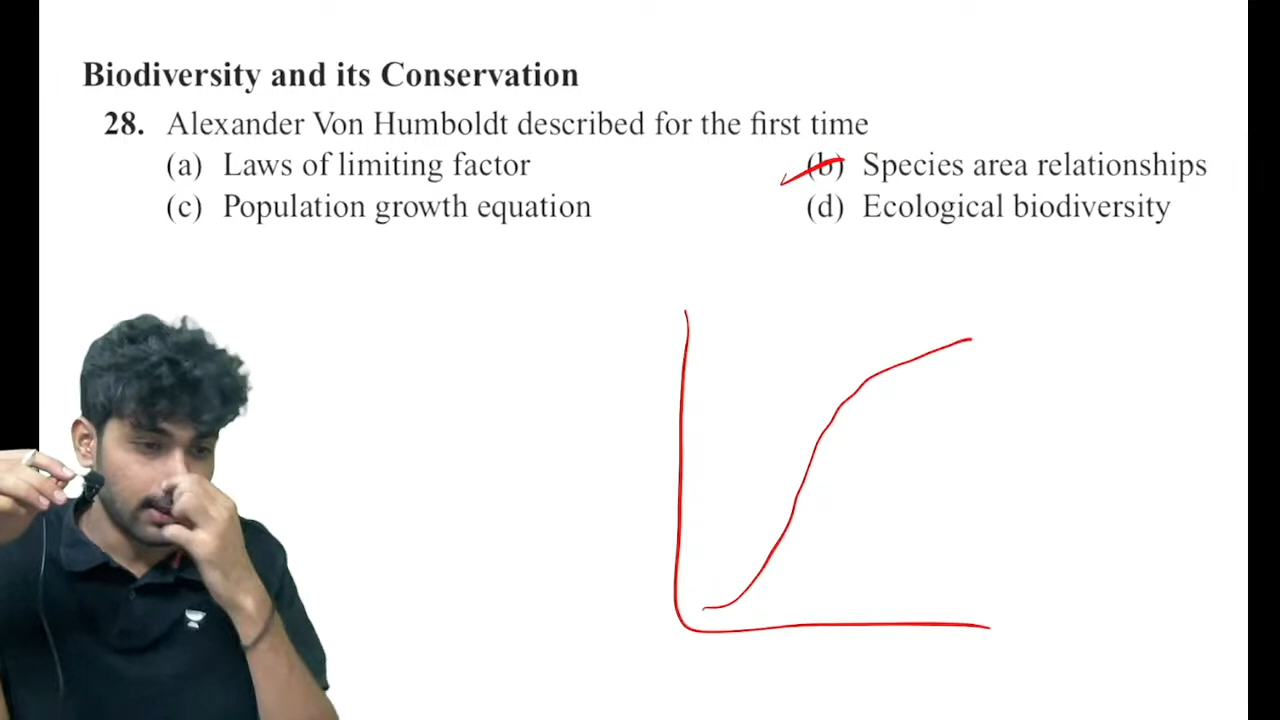 Biodiversity and its Conservation
28. Alexander Von Humboldt described for the first time
(a) Laws of limiting factor (b) Species area relationships
(c) Population growth equation (d) Ecological biodiversity